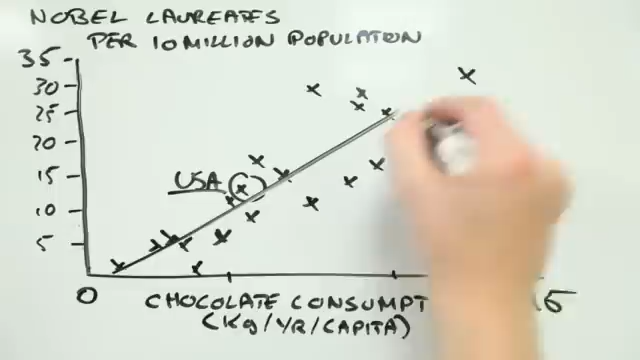 NOBEL LAUREATES
PER 10 MILLION POPULATION
35
30
25
20
15
USA
10
5
0
CHOCOLATE CONSUMPT
(Kg/YR/CAPITA)